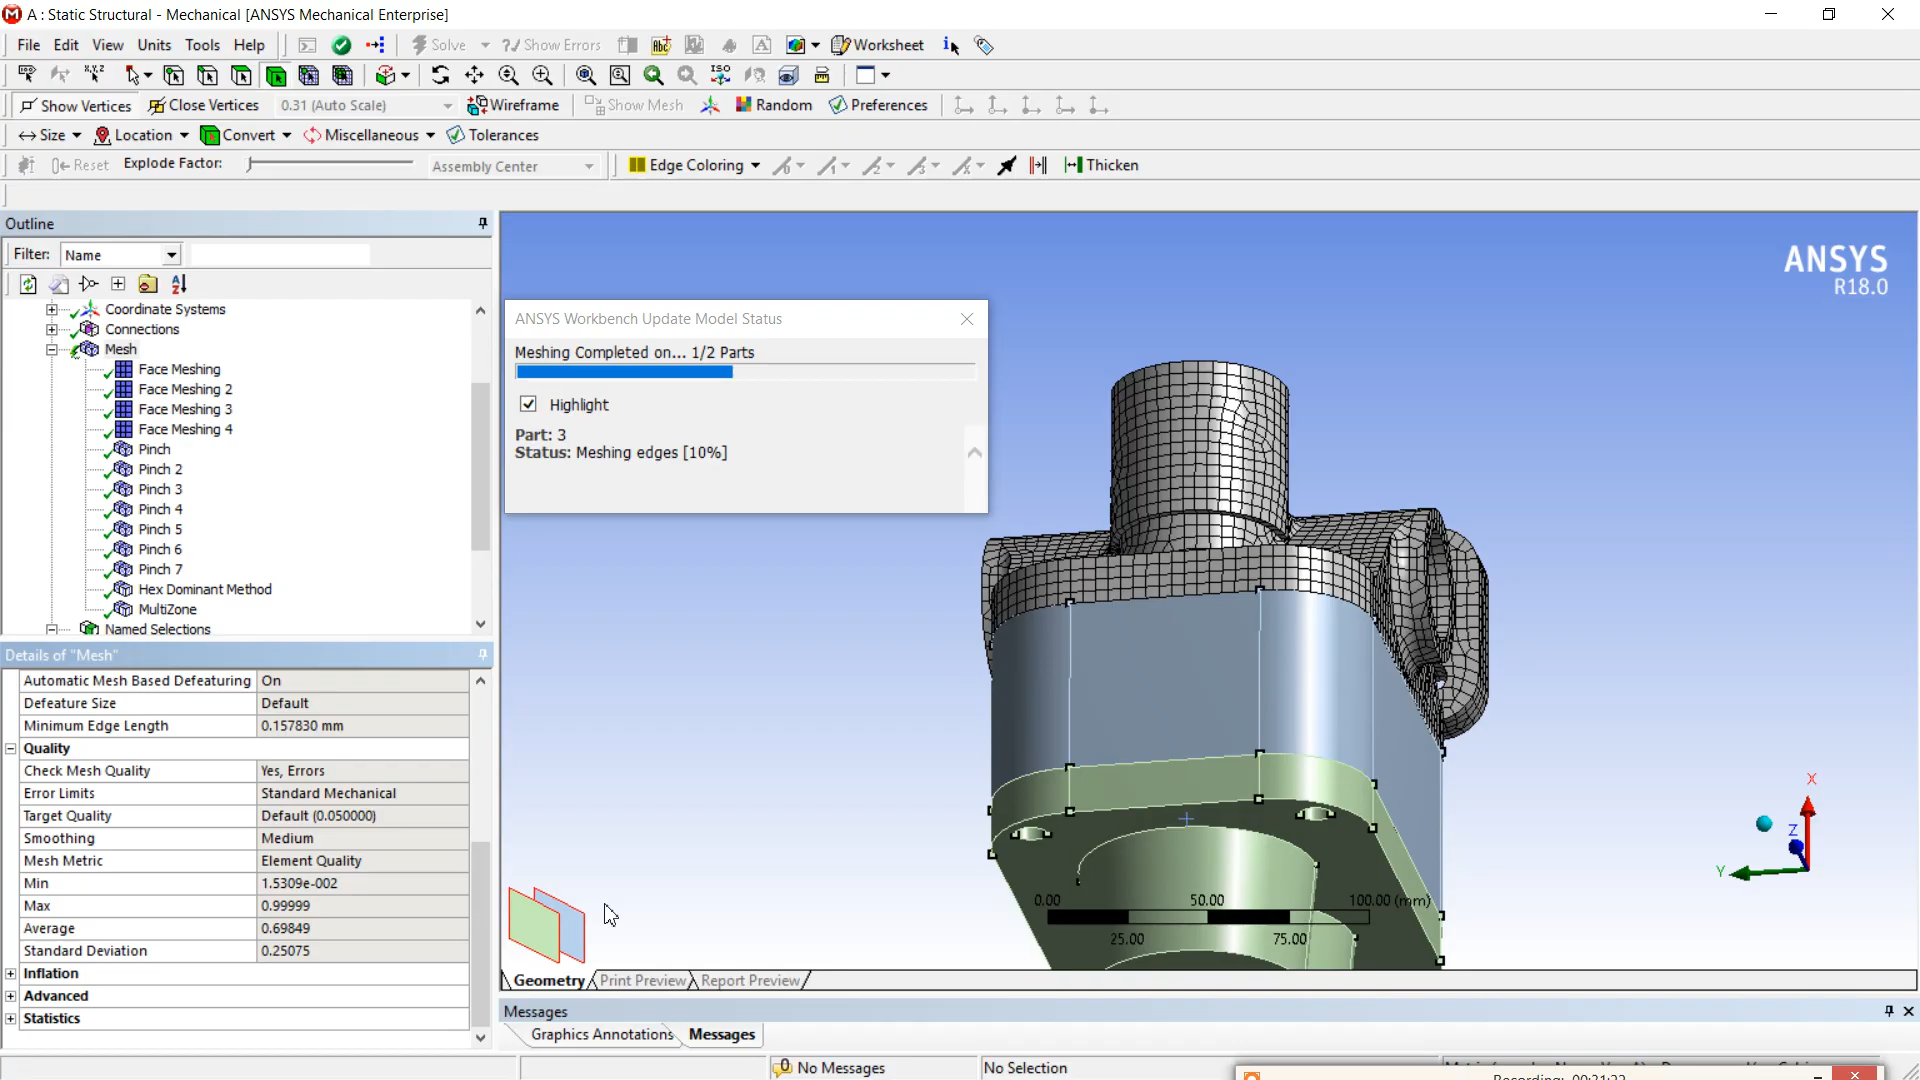 A : Static Structural - Mechanical [ANSYS Mechanical Enterprise]
File Edit View Units Tools Help Solve ?/ Show Errors Worksheet
Show Vertices Close Vertices 0.31 (Auto Scale) Wireframe Show Mesh Random Preferences
Size Location Convert Miscellaneous Tolerances
Reset Explode Factor: Assembly Center Edge Coloring Thicken
Outline
Filter: Name
Coordinate Systems
Connections
Mesh
Face Meshing
Face Meshing 2
Face Meshing 3
Face Meshing 4
Pinch
Pinch 2
Pinch 3
Pinch 4
Pinch 5
Pinch 6
Pinch 7
Hex Dominant Method
MultiZone
Named Selections
Details of "Mesh"
Automatic Mesh Based Defeaturing On
Defeature Size Default
Minimum Edge Length 0.157830 mm
Quality
Check Mesh Quality Yes, Errors
Error Limits Standard Mechanical
Target Quality Default (0.050000)
Smoothing Medium
Mesh Metric Element Quality
Min 1.5309e-002
Max 0.99999
Average 0.69849
Standard Deviation 0.25075
Inflation
Advanced
Statistics
ANSYS
R18.0
ANSYS Workbench Update Model Status
Meshing Completed on... 1/2 Parts
Highlight
Part: 3
Status: Meshing edges [10%]
X
Z
Y
0.00 50.00 100.00 (mm)
25.00 75.00
Geometry Print Preview Report Preview
Messages
Graphics Annotations Messages
No Messages No Selection
Recording: 00:21:22